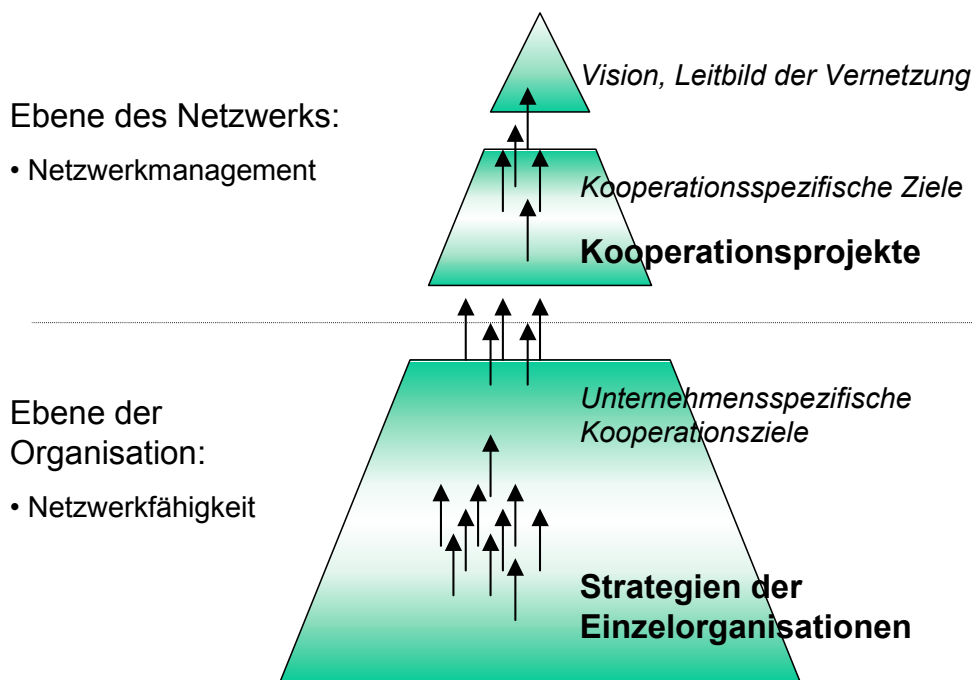 Vision, Leitbild der Vernetzung
Ebene des Netzwerks:
• Netzwerkmanagement
Kooperationsspezifische Ziele
Kooperationsprojekte
Ebene der
Organisation:
• Netzwerkfähigkeit
Unternehmensspezifische
Kooperationsziele
Strategien der
Einzelorganisationen